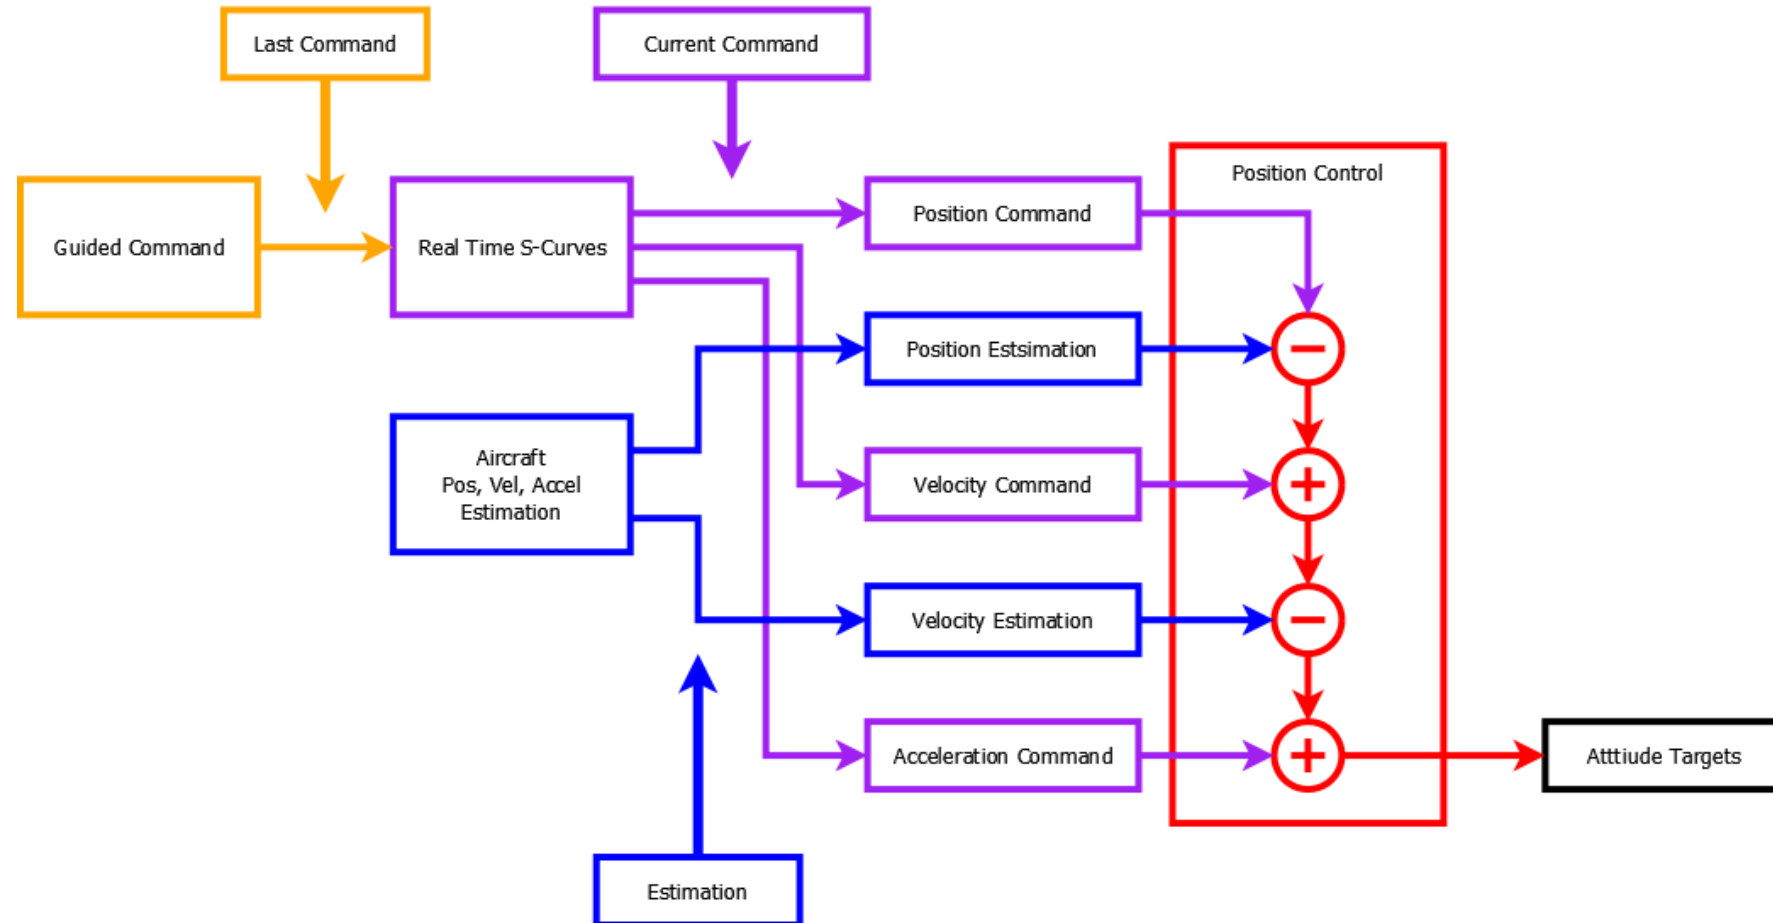 Last Command
Current Command
Position Control
Guided Command
Real Time S-Curves
Position Command
Position Estsimation
Aircraft
Pos, Vel, Accel
Estimation
Velocity Command
Velocity Estimation
Acceleration Command
Atttiude Targets
Estimation